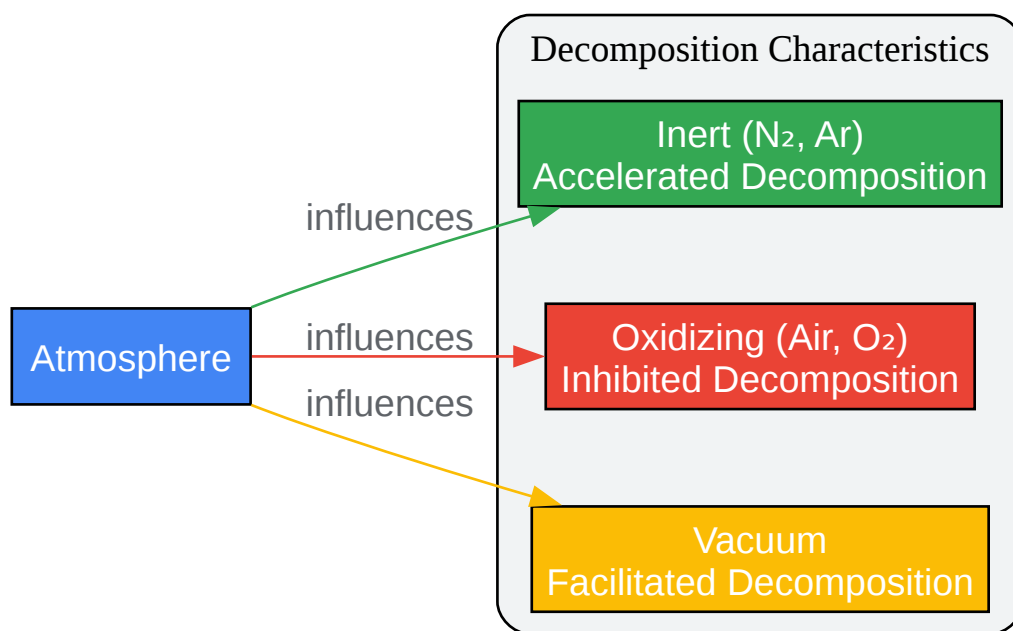 Decomposition Characteristics
Inert (N₂, Ar)
Accelerated Decomposition
influences
Atmosphere
influences
Oxidizing (Air, O₂)
Inhibited Decomposition
influences
Vacuum
Facilitated Decomposition